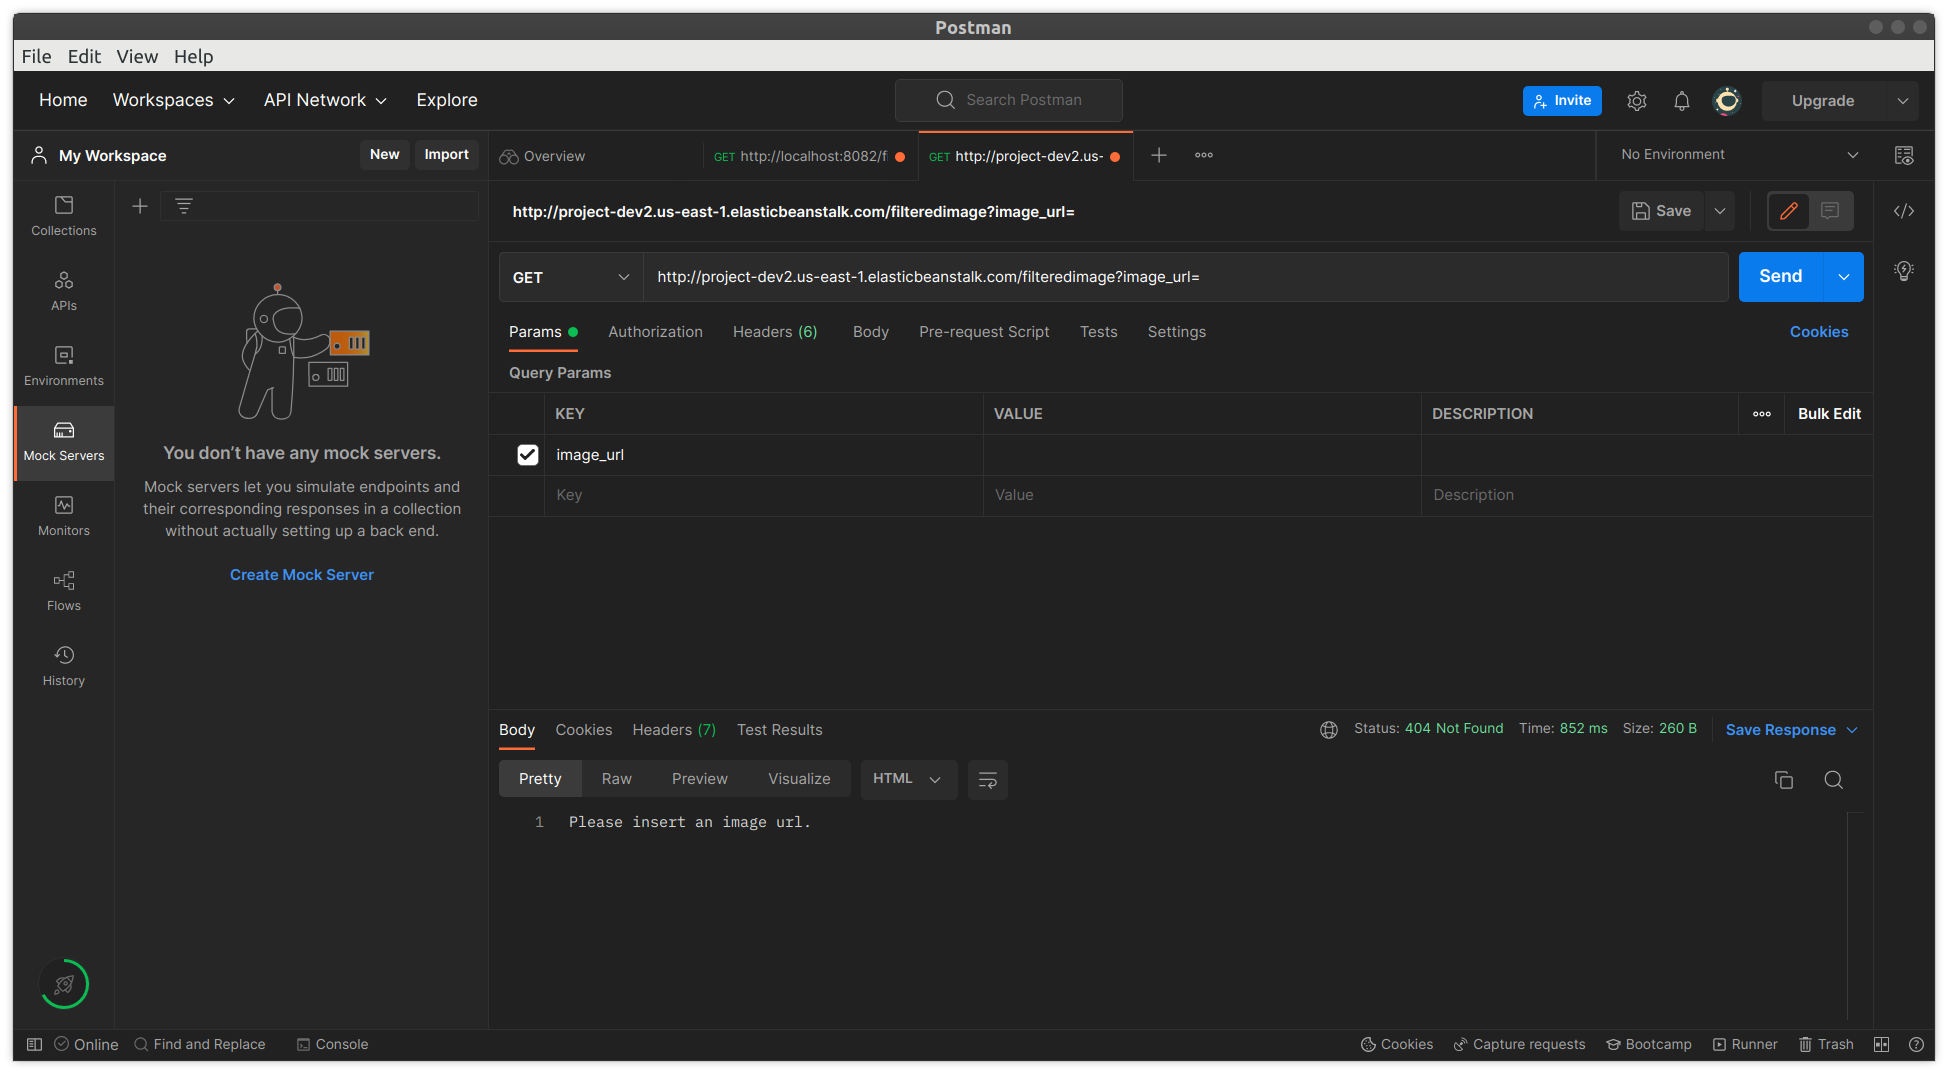 Postman
File Edit View Help
Home Workspaces API Network Explore Search Postman Invite Upgrade
My Workspace New Import Overview GET http://localhost:8082/fi GET http://project-dev2.us- No Environment
http://project-dev2.us-east-1.elasticbeanstalk.com/filteredimage?image_url= Save
GET http://project-dev2.us-east-1.elasticbeanstalk.com/filteredimage?image_url= Send
Params Authorization Headers (6) Body Pre-request Script Tests Settings Cookies
Query Params
KEY VALUE DESCRIPTION Bulk Edit
image_url
Key Value Description
Collections
APIs
Environments
Mock Servers
Monitors
Flows
History
You don't have any mock servers.
Mock servers let you simulate endpoints and
their corresponding responses in a collection
without actually setting up a back end.
Create Mock Server
Body Cookies Headers (7) Test Results Status: 404 Not Found Time: 852 ms Size: 260 B Save Response
Pretty Raw Preview Visualize HTML
1 Please insert an image url.
Online Find and Replace Console Cookies Capture requests Bootcamp Runner Trash